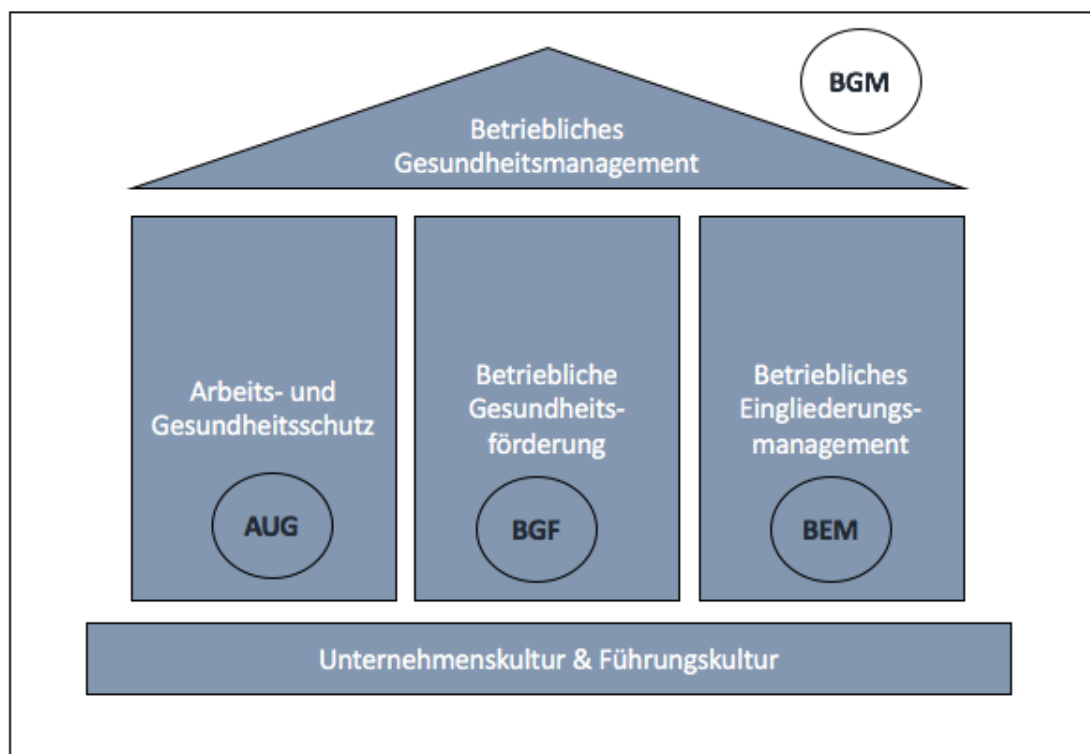 BGM
Betriebliches
Gesundheitsmanagement
Arbeits- und
Gesundheitsschutz
AUG
Betriebliche
Gesundheits-
förderung
BGF
Betriebliches
Eingliederungs-
management
BEM
Unternehmenskultur & Führungskultur